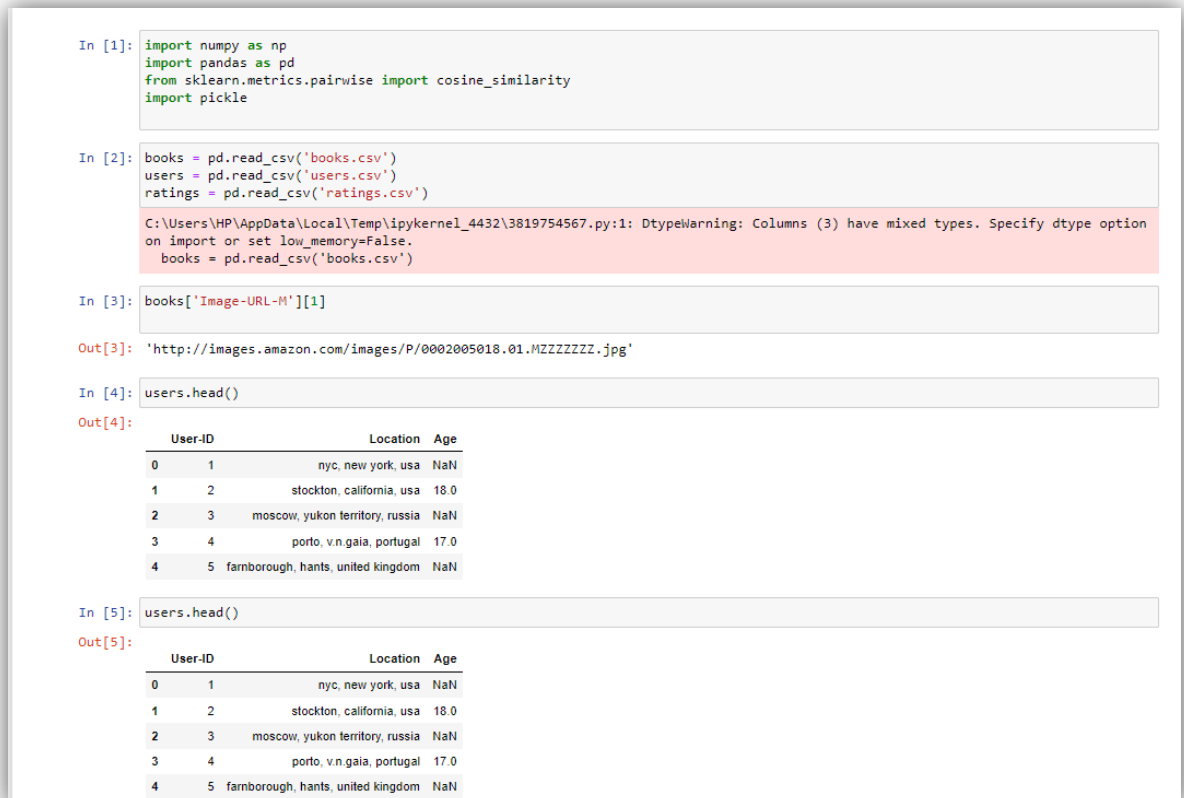 In [1]: import numpy as np
import pandas as pd
from sklearn.metrics.pairwise import cosine_similarity
import pickle
In [2]: books = pd.read_csv('books.csv')
users = pd.read_csv('users.csv')
ratings = pd.read_csv('ratings.csv')
C:\Users\HP\AppData\Local\Temp\ipykernel_4432\3819754567.py:1: DtypeWarning: Columns (3) have mixed types. Specify dtype option
on import or set low_memory=False.
books = pd.read_csv('books.csv')
In [3]: books['Image-URL-M'][1]
Out[3]: 'http://images.amazon.com/images/P/0002005018.01.MZZZZZZZ.jpg'
In [4]: users.head()
Out[4]:
User-ID Location Age
0 1 nyc, new york, usa NaN
1 2 stockton, california, usa 18.0
2 3 moscow, yukon territory, russia NaN
3 4 porto, v.n.gaia, portugal 17.0
4 5 farnborough, hants, united kingdom NaN
In [5]: users.head()
Out[5]:
User-ID Location Age
0 1 nyc, new york, usa NaN
1 2 stockton, california, usa 18.0
2 3 moscow, yukon territory, russia NaN
3 4 porto, v.n.gaia, portugal 17.0
4 5 farnborough, hants, united kingdom NaN